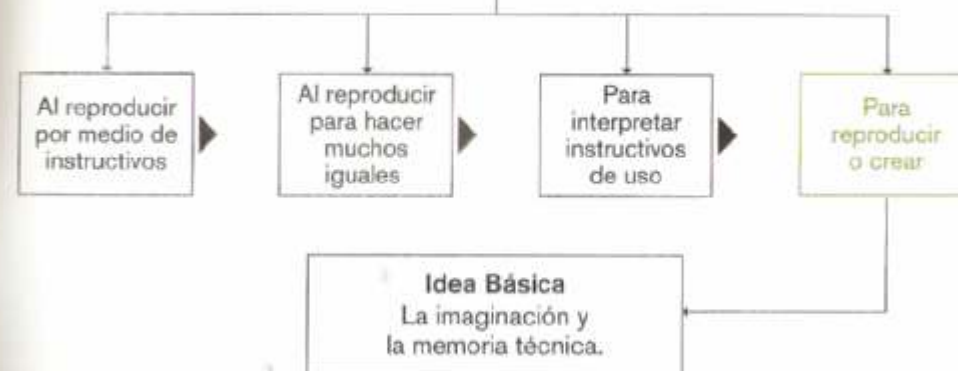 Al reproducir
por medio de
instructivos
Al reproducir
para hacer
muchos
iguales
Para
interpretar
instructivos
de uso
Para
reproducir
o crear
Idea Básica
La imaginación y
la memoria técnica.